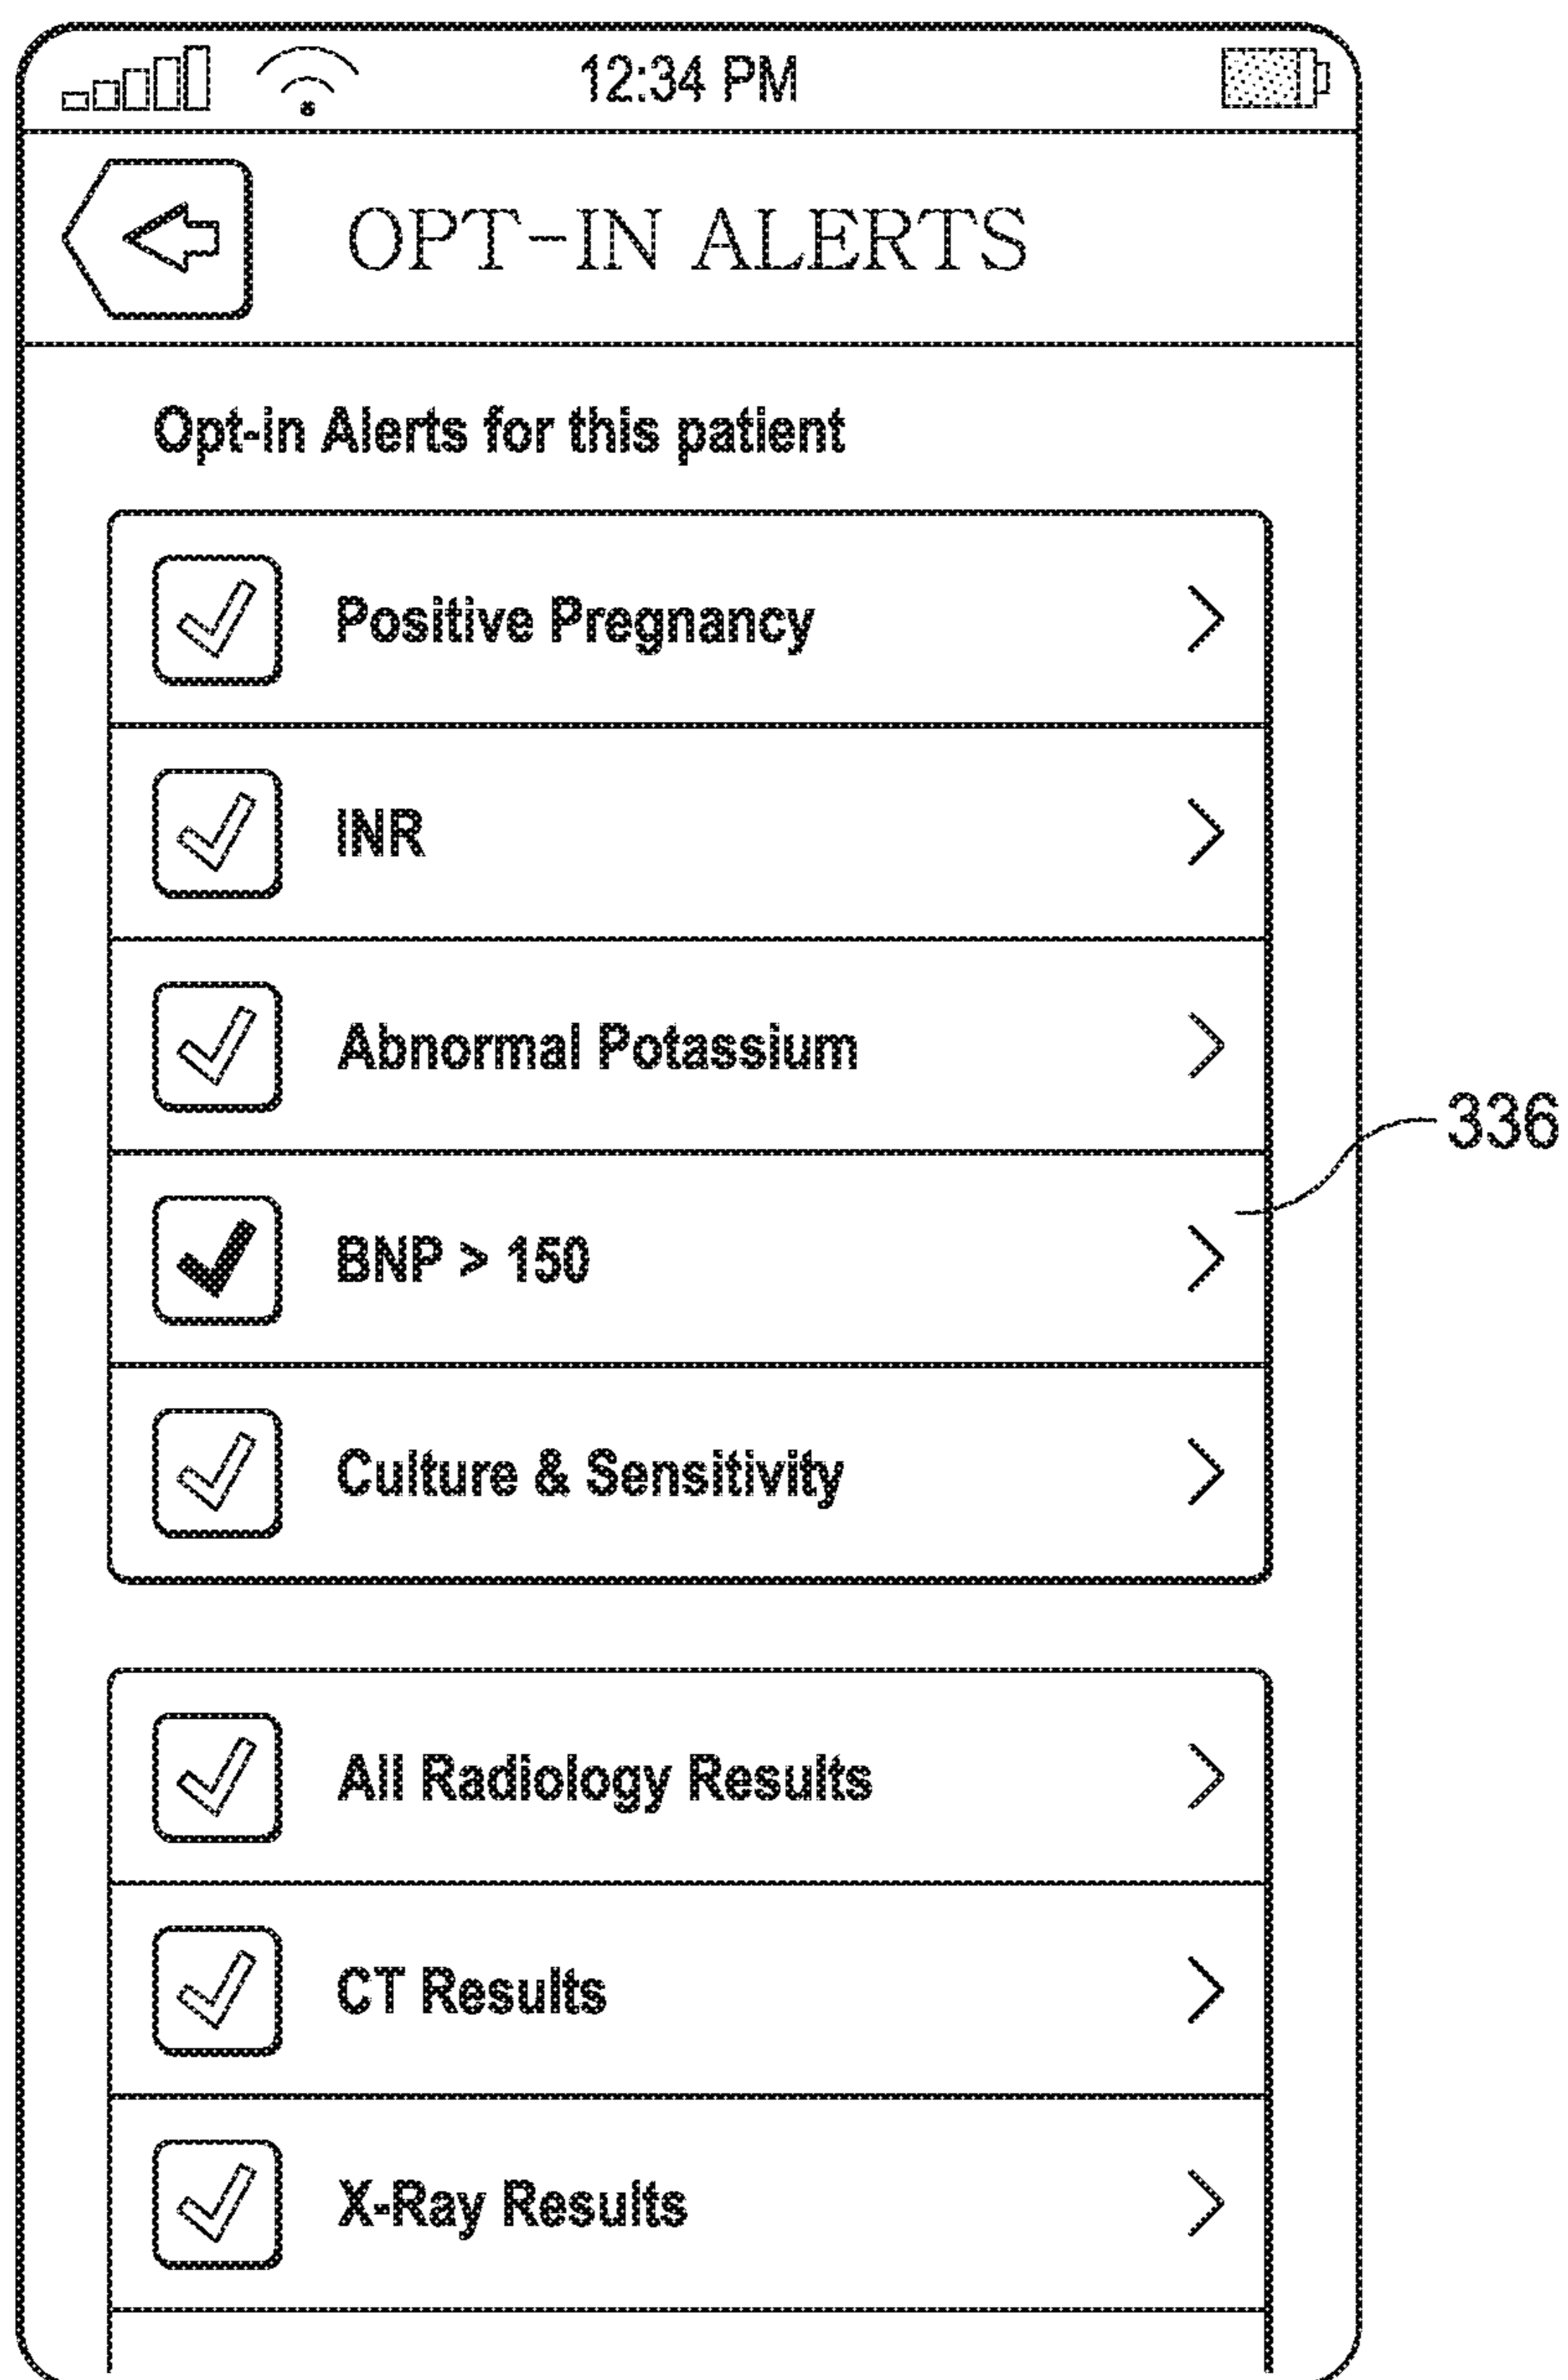 12:34 PM
OPT-IN ALERTS
Opt-in Alerts for this patient
Positive Pregnancy
INR
Abnormal Potassium
336
BNP > 150
Culture & Sensitivity
All Radiology Results
CT Results
X-Ray Results